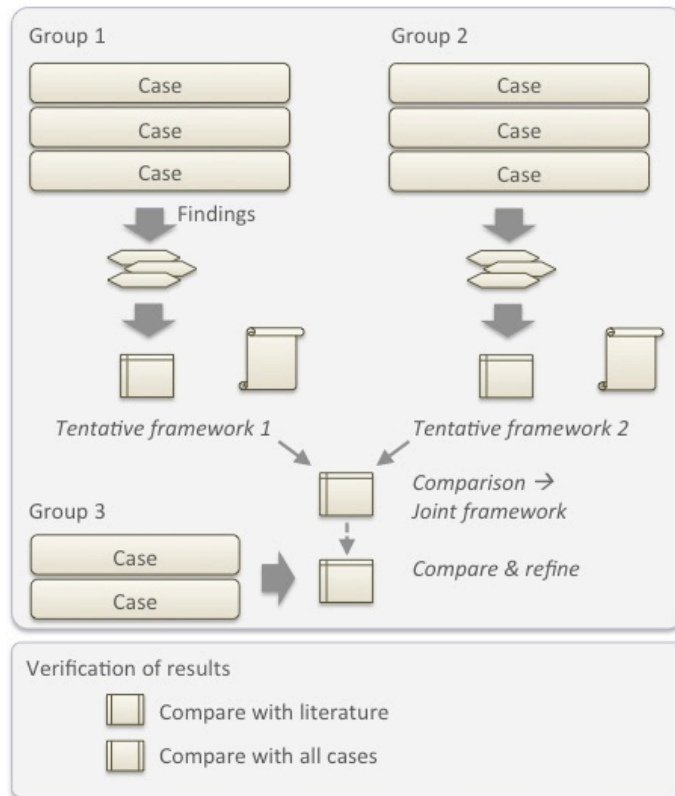 Group 1
Case
Case
Case
Findings
Group 2
Case
Case
Case
Tentative framework 1
Tentative framework 2
Comparison →
Joint framework
Group 3
Case
Case
Compare & refine
Verification of results
Compare with literature
Compare with all cases